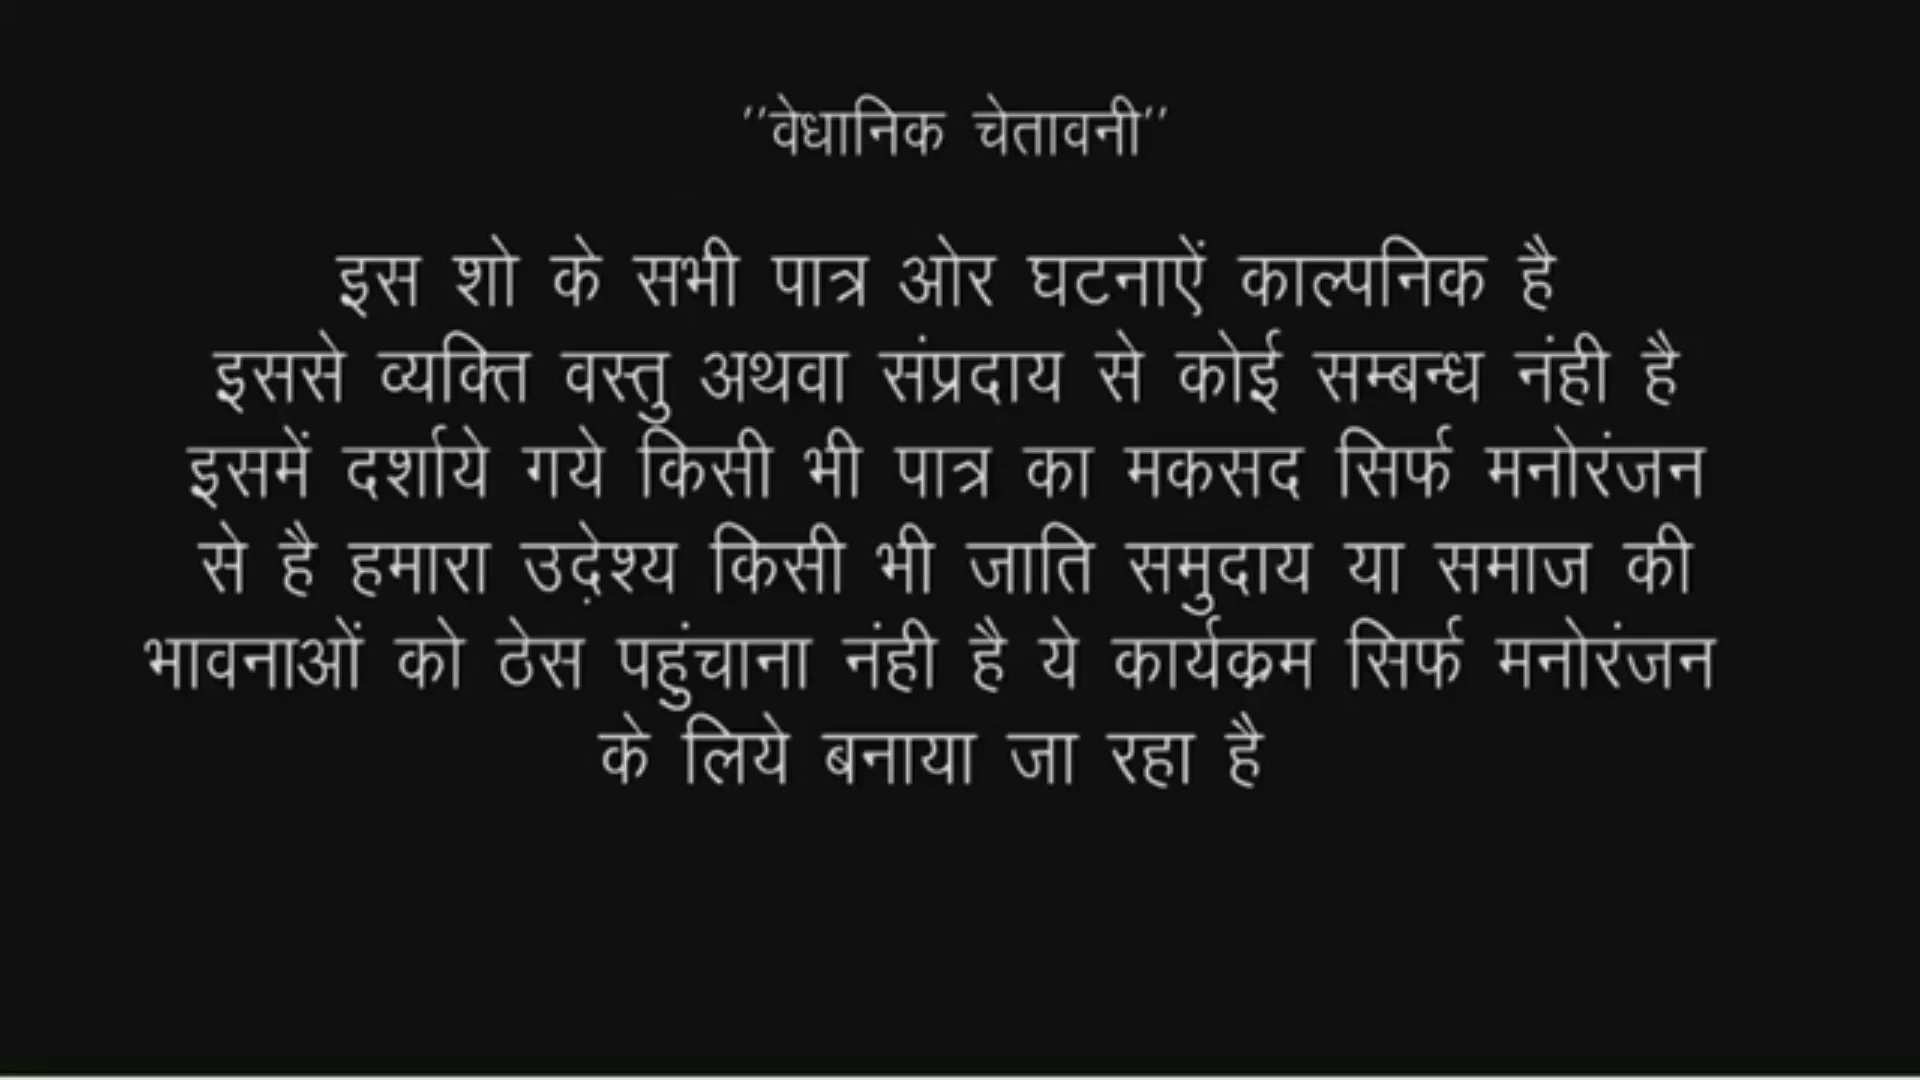 "वेधानिक चेतावनी"
इस शो के सभी पात्र ओर घटनाऐं काल्पनिक है
इससे व्यक्ति वस्तु अथवा संप्रदाय से कोई सम्बन्ध नंही है
इसमें दर्शाये गये किसी भी पात्र का मकसद सिर्फ मनोरंजन
से है हमारा उद़ेश्य किसी भी जाति समुदाय या समाज की
भावनाओं को ठेस पहुंचाना नंही है ये कार्यक्रम सिर्फ मनोरंजन
के लिये बनाया जा रहा है